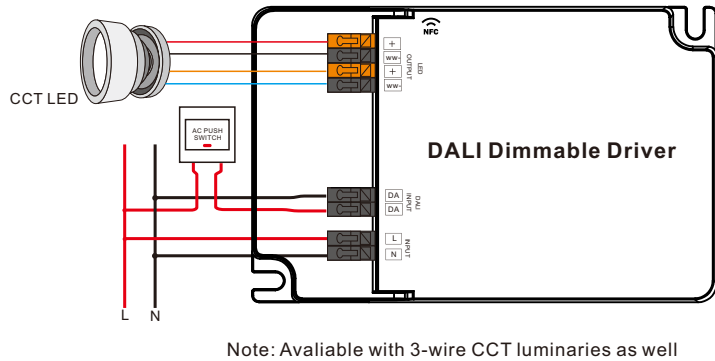 NFC
+
ww-
+
ww-
LED
OUTPUT
CCT LED
AC PUSH
SWITCH
DALI Dimmable Driver
DA
DA
DALI
INPUT
L
N
INPUT
L
N
Note: Avaliable with 3-wire CCT luminaries as well